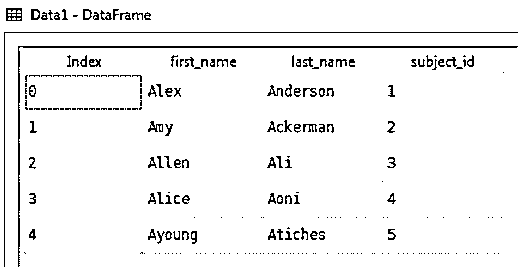 Data1 - DataFrame
Index first_name last_name subject_id
0 Alex Anderson 1
1 Amy Ackerman 2
2 Allen Ali 3
3 Alice Aoni 4
4 Ayoung Atiches 5